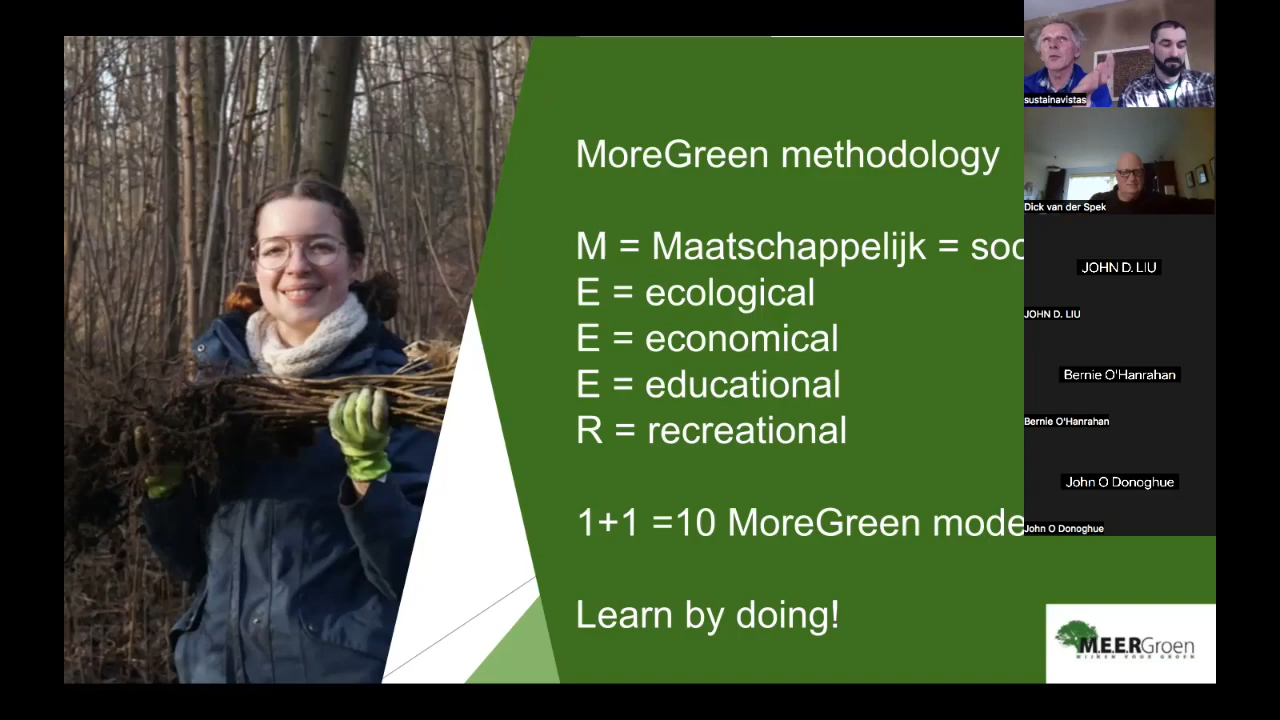 MoreGreen methodology
M = Maatschappelijk = soc
E = ecological
E = economical
E = educational
R = recreational
1+1 =10 MoreGreen mode
Learn by doing!
M.E.E.R Groen
sustainavistas
Dick van der Spek
JOHN D. LIU
JOHN D. LIU
Bernie O'Hanrahan
Bernie O'Hanrahan
John O Donoghue
John O Donoghue